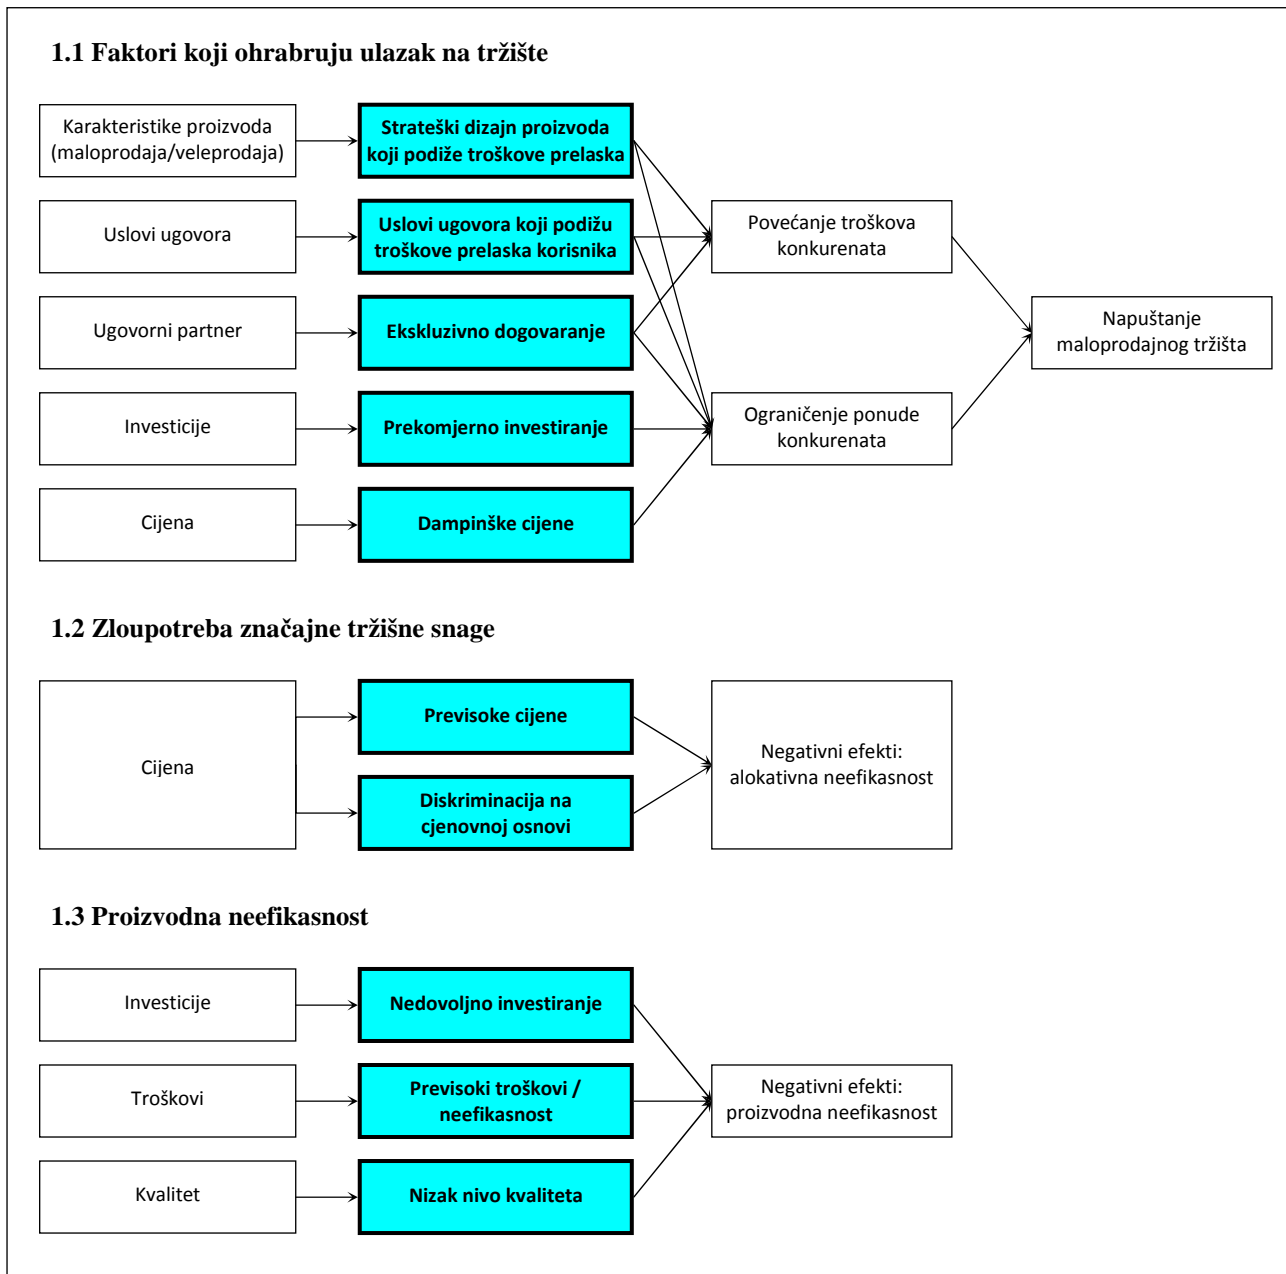 1.1 Faktori koji ohrabruju ulazak na tržište
Karakteristike proizvoda
(maloprodaja/veleprodaja)
Strateški dizajn proizvoda
koji podiže troškove prelaska
Uslovi ugovora
Uslovi ugovora koji podižu
troškove prelaska korisnika
Povećanje troškova
konkurenata
Ugovorni partner
Ekskluzivno dogovaranje
Napuštanje
maloprodajnog tržišta
Investicije
Prekomjerno investiranje
Ograničenje ponude
konkurenata
Cijena
Dampinške cijene
1.2 Zloupotreba značajne tržišne snage
Cijena
Previsoke cijene
Diskriminacija na
cjenovnoj osnovi
Negativni efekti:
alokativna neefikasnost
1.3 Proizvodna neefikasnost
Investicije
Nedovoljno investiranje
Troškovi
Previsoki troškovi /
neefikasnost
Negativni efekti:
proizvodna neefikasnost
Kvalitet
Nizak nivo kvaliteta